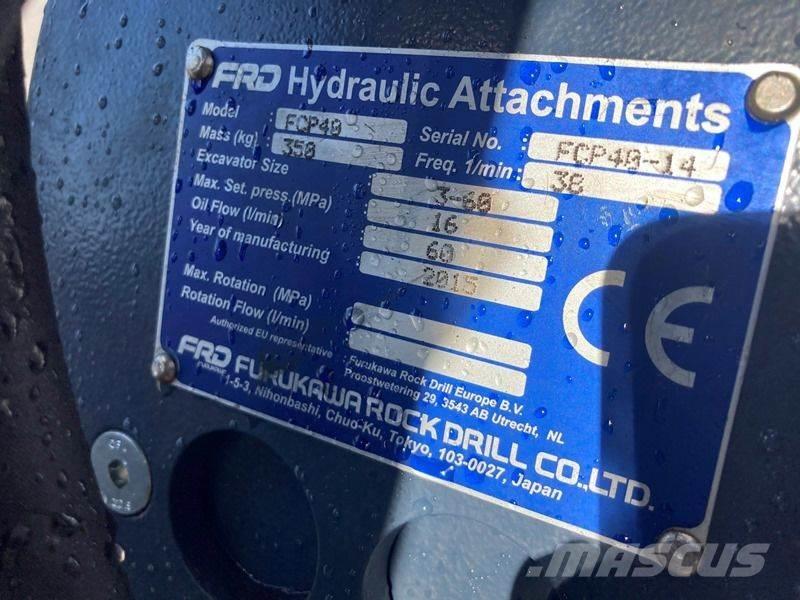 FRD Hydraulic Attachments
Model FCP40 Serial No. : FCP40-14
Mass (kg) 350 Freq. 1/min : 38
Excavator Size 3-60
Max. Set. press.(MPa) 16
Oil Flow (l/min) 60
Year of manufacturing 2015
Max. Rotation (MPa)
Rotation Flow (l/min)
Authorized EU representative : Furukawa Rock Drill Europe B.V.
Proostwetering 29, 3543 AB Utrecht, NL
CE
FRD FURUKAWA ROCK DRILL CO.,LTD.
1-5-3, Nihonbashi, Chuo-Ku, Tokyo, 103-0027, Japan
MASCUS